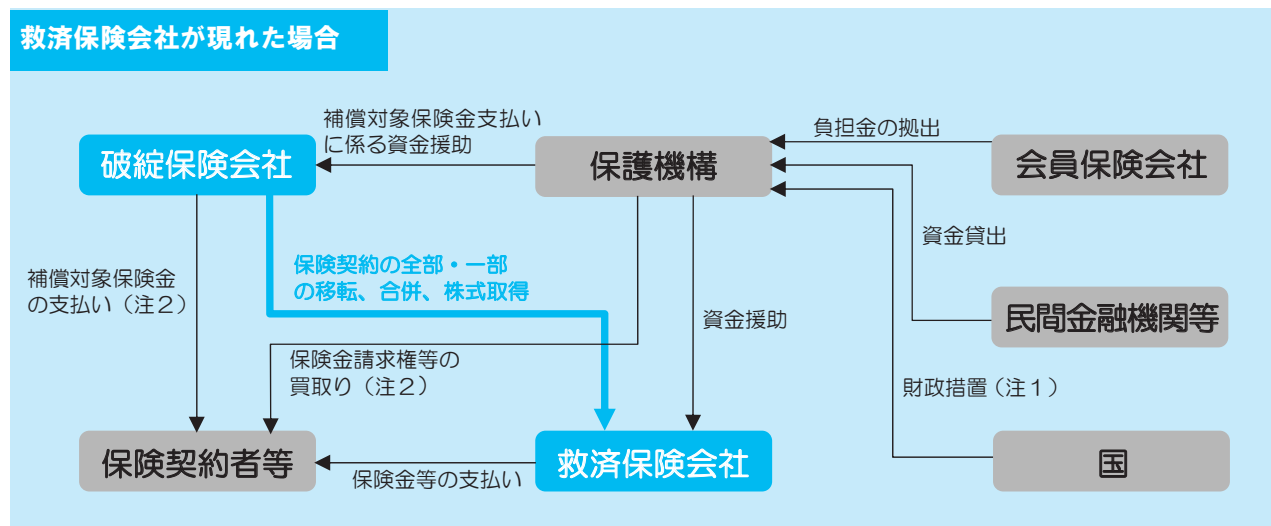 救済保険会社が現れた場合
補償対象保険金支払い
に係る資金援助
負担金の拠出
破綻保険会社
保護機構
会員保険会社
資金貸出
保険契約の全部・一部
の移転、合併、株式取得
補償対象保険金
の支払い（注２）
資金援助
民間金融機関等
保険金請求権等の
買取り（注２）
財政措置（注１）
保険契約者等
保険金等の支払い
救済保険会社
国